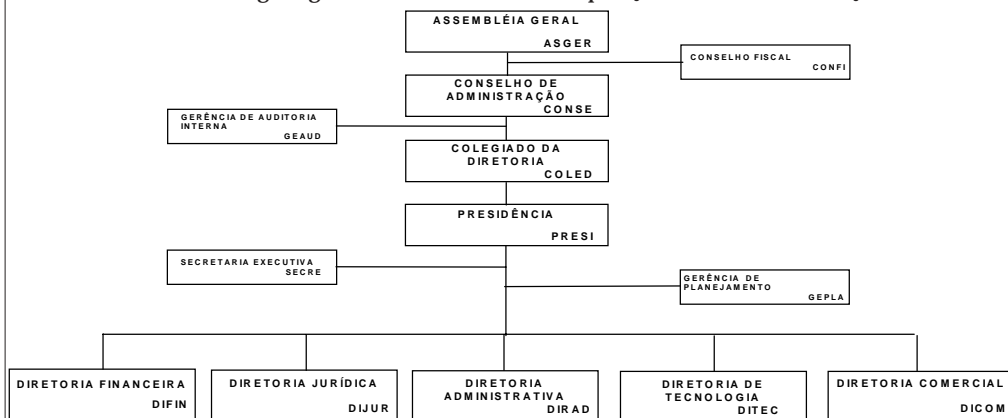 ASSEMBLÉIA GERAL
ASGER
CONSELHO FISCAL
CONFI
CONSELHO DE
ADMINISTRAÇÃO
CONSE
GERÊNCIA DE AUDITORIA
INTERNA
GEAUD
COLEGIADO DA
DIRETORIA
COLED
PRESIDÊNCIA
PRESI
SECRETARIA EXECUTIVA
SECRE
GERÊNCIA DE
PLANEJAMENTO
GEPLA
DIRETORIA FINANCEIRA
DIFIN
DIRETORIA JURÍDICA
DIJUR
DIRETORIA
ADMINISTRATIVA
DIRAD
DIRETORIA DE
TECNOLOGIA
DITEC
DIRETORIA COMERCIAL
DICOM